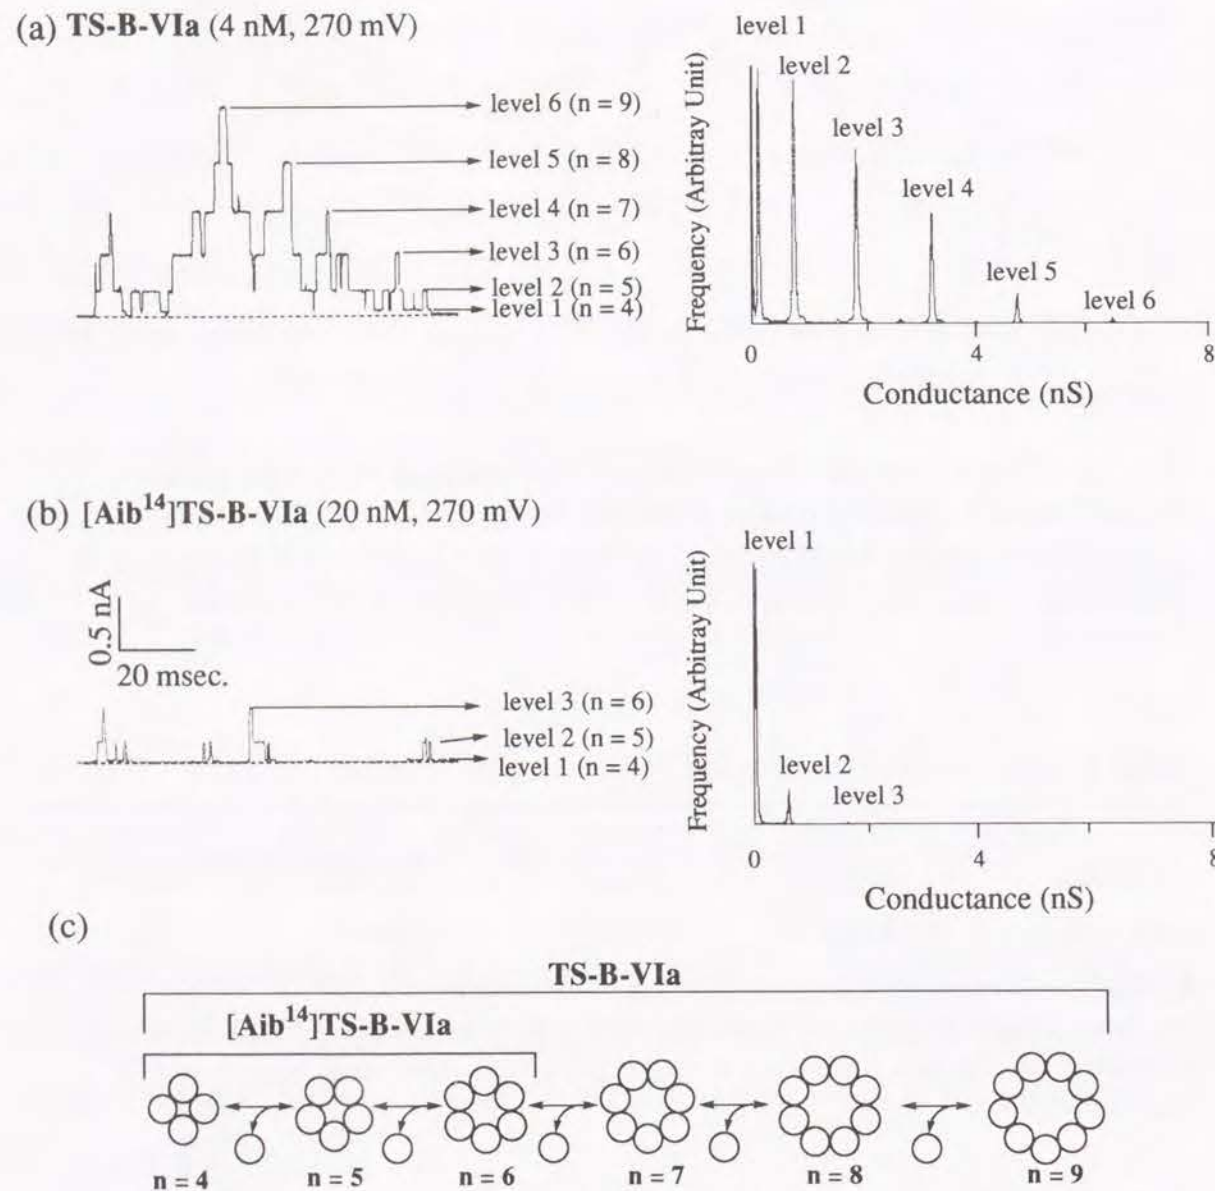 (a) TS-B-VIa (4 nM, 270 mV)
level 6 (n = 9)
level 5 (n = 8)
level 4 (n = 7)
level 3 (n = 6)
level 2 (n = 5)
level 1 (n = 4)
Frequency (Arbitray Unit)
level 1
level 2
level 3
level 4
level 5
level 6
0 4 8
Conductance (nS)
(b) [Aib14]TS-B-VIa (20 nM, 270 mV)
0.5 nA
20 msec.
level 3 (n = 6)
level 2 (n = 5)
level 1 (n = 4)
Frequency (Arbitray Unit)
level 1
level 2
level 3
0 4 8
Conductance (nS)
(c)
TS-B-VIa
[Aib14]TS-B-VIa
n = 4 n = 5 n = 6 n = 7 n = 8 n = 9